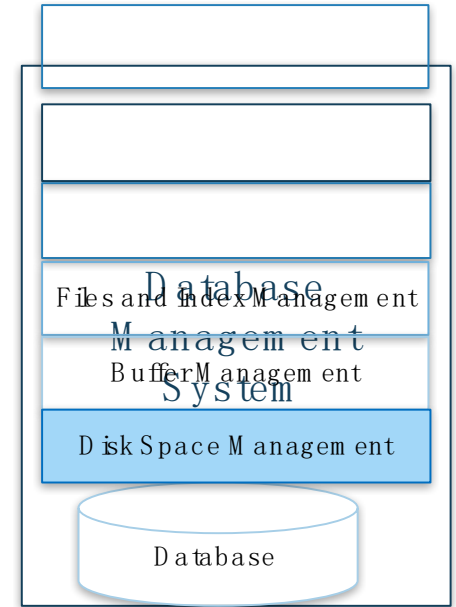 Database
Management
System
Files and Index Management
Buffer Management
Disk Space Management
Database